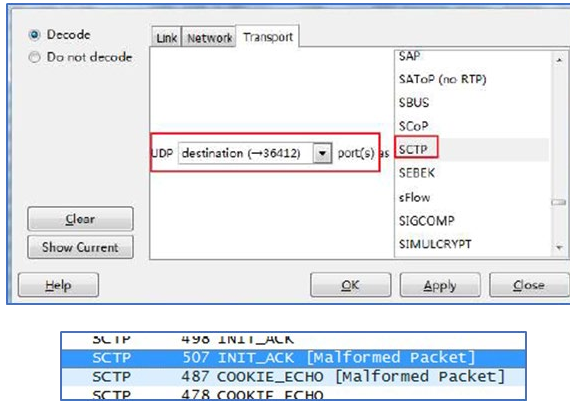 Decode
Do not decode
Link Network Transport
SAP
SAToP (no RTP)
SBUS
SCoP
UDP destination (→36412) port(s) as SCTP
SEBEK
sFlow
SIGCOMP
SIMULCRYPT
Clear
Show Current
Help OK Apply Close
SCTP 498 INIT_ACK
SCTP 507 INIT_ACK [Malformed Packet]
SCTP 487 COOKIE_ECHO [Malformed Packet]
SCTP 478 COOKIE_ECHO